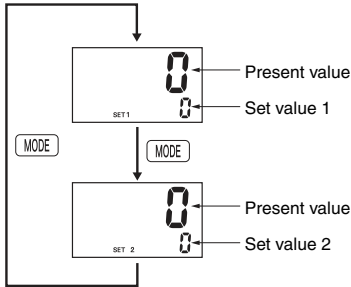 0 Present value
SET 1 0 Set value 1
MODE
MODE
0 Present value
SET 2 0 Set value 2